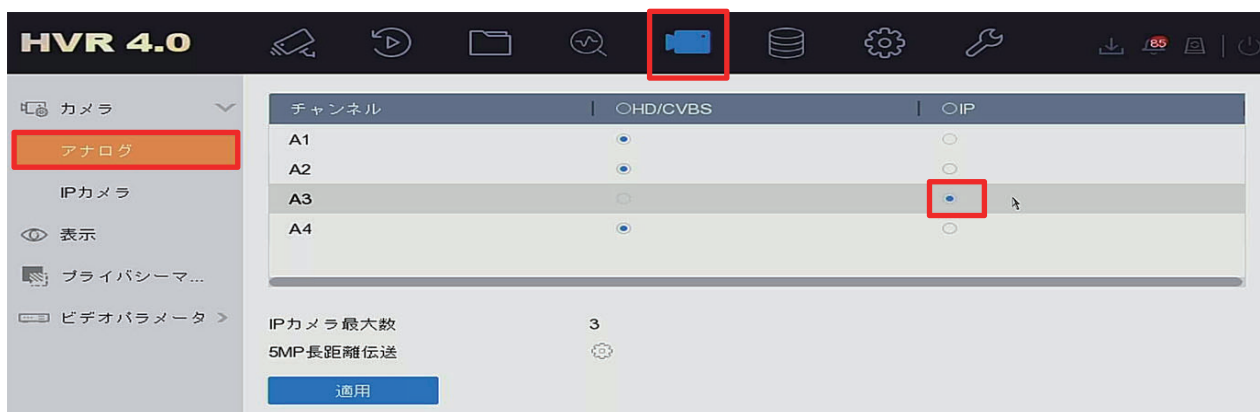 HVR 4.0
85
カメラ
アナログ
IPカメラ
表示
プライバシーマ...
ビデオパラメータ
チャンネル HD/CVBS IP
A1
A2
A3
A4
IPカメラ最大数 3
5MP長距離伝送
適用